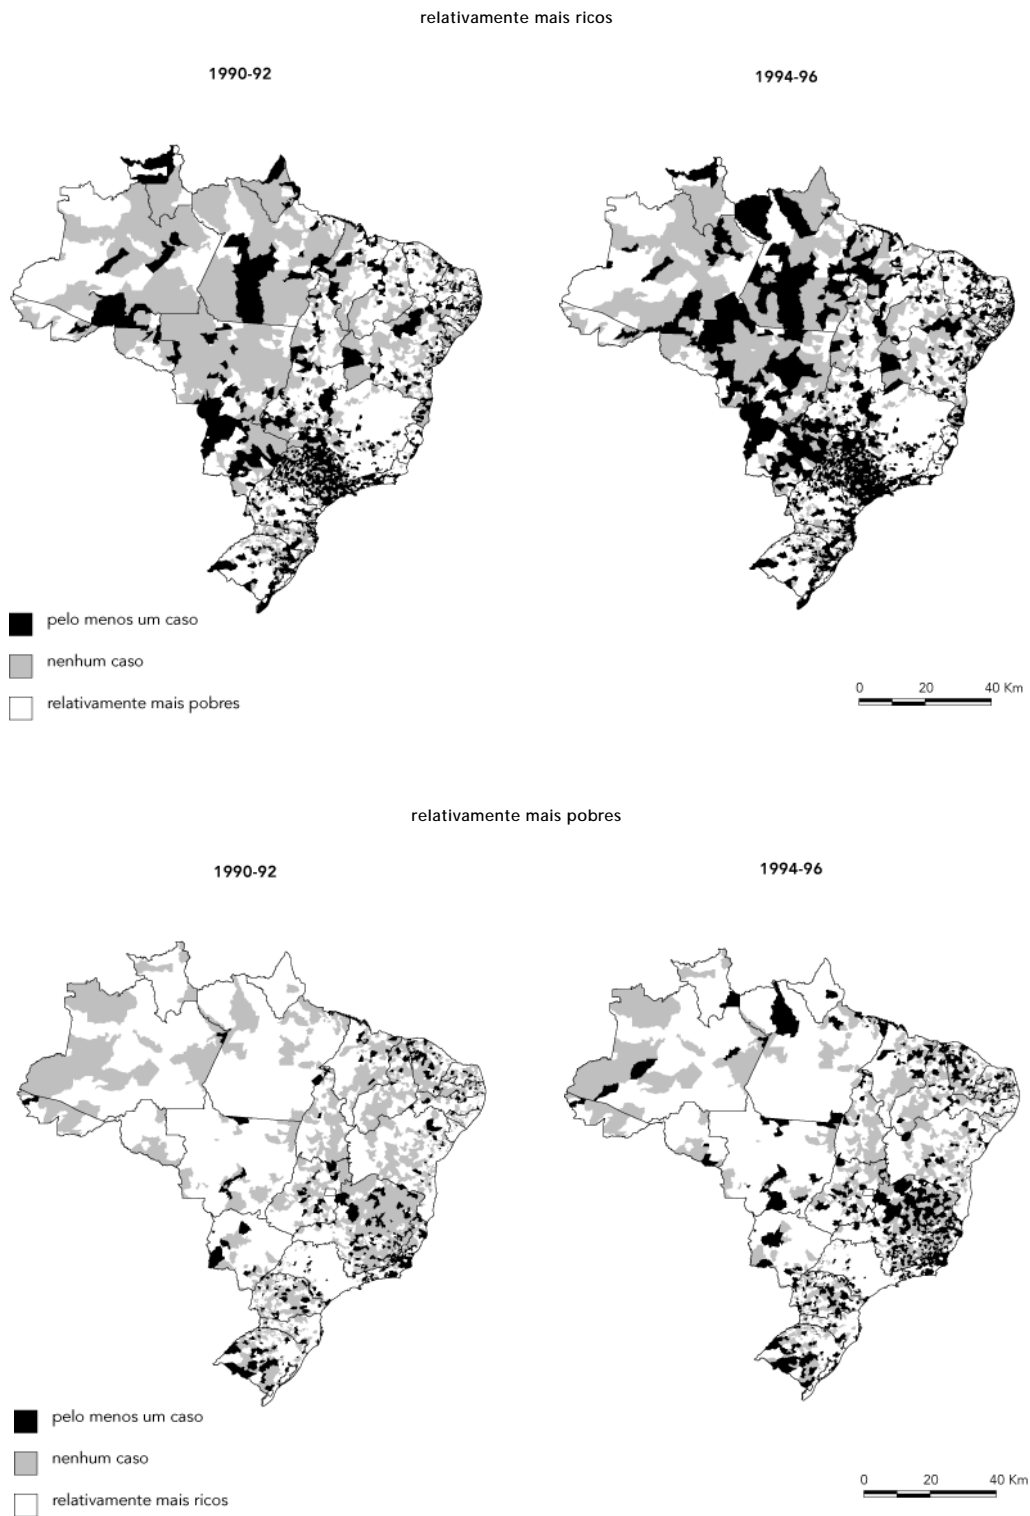 relativamente mais ricos
1990-92
1994-96
pelo menos um caso
nenhum caso
relativamente mais pobres
0 20 40 Km
relativamente mais pobres
1990-92
1994-96
pelo menos um caso
nenhum caso
relativamente mais ricos
0 20 40 Km